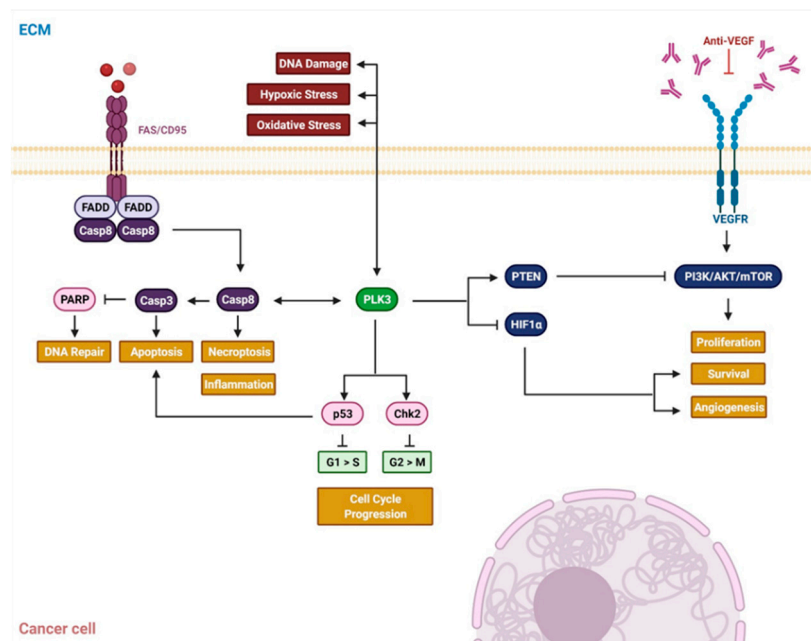 ECM
Anti-VEGF
DNA Damage
Hypoxic Stress
Oxidative Stress
FAS/CD95
FADD FADD
Casp8 Casp8
VEGFR
PARP
Casp3
Casp8
PLK3
PTEN
PI3K/AKT/mTOR
HIF1α
DNA Repair
Apoptosis
Necroptosis
Inflammation
Proliferation
Survival
Angiogenesis
p53
Chk2
G1 > S
G2 > M
Cell Cycle
Progression
Cancer cell